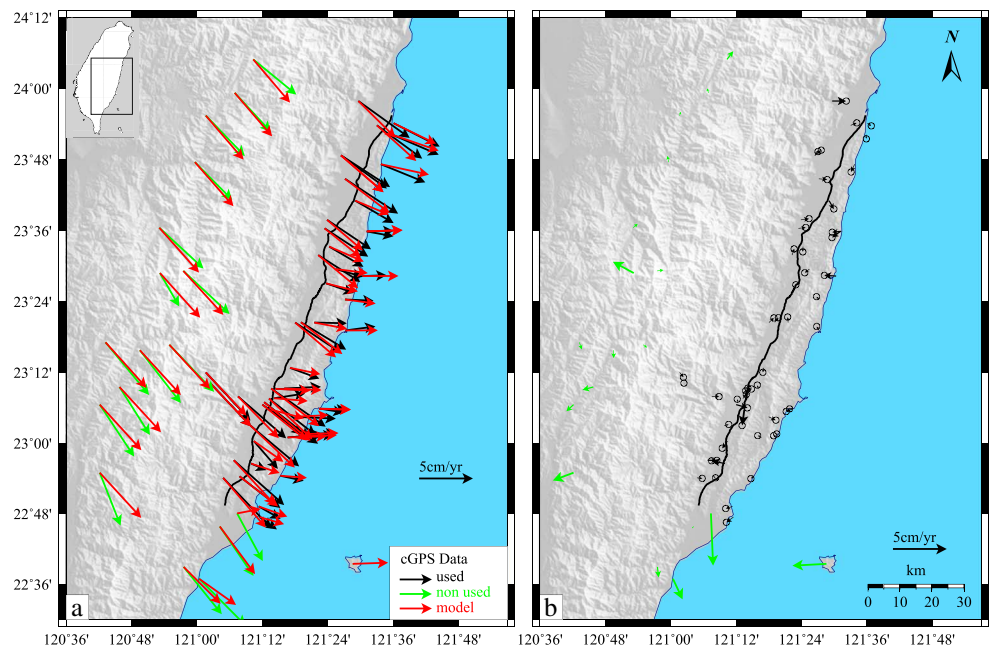 24°12'
24°00'
23°48'
23°36'
23°24'
23°12'
23°00'
22°48'
22°36'
5cm/yr
cGPS Data
used
non used
model
a
120°36'
120°48'
121°00'
121°12'
121°24'
121°36'
121°48'
N
5cm/yr
km
0 10 20 30
b
120°36'
120°48'
121°00'
121°12'
121°24'
121°36'
121°48'